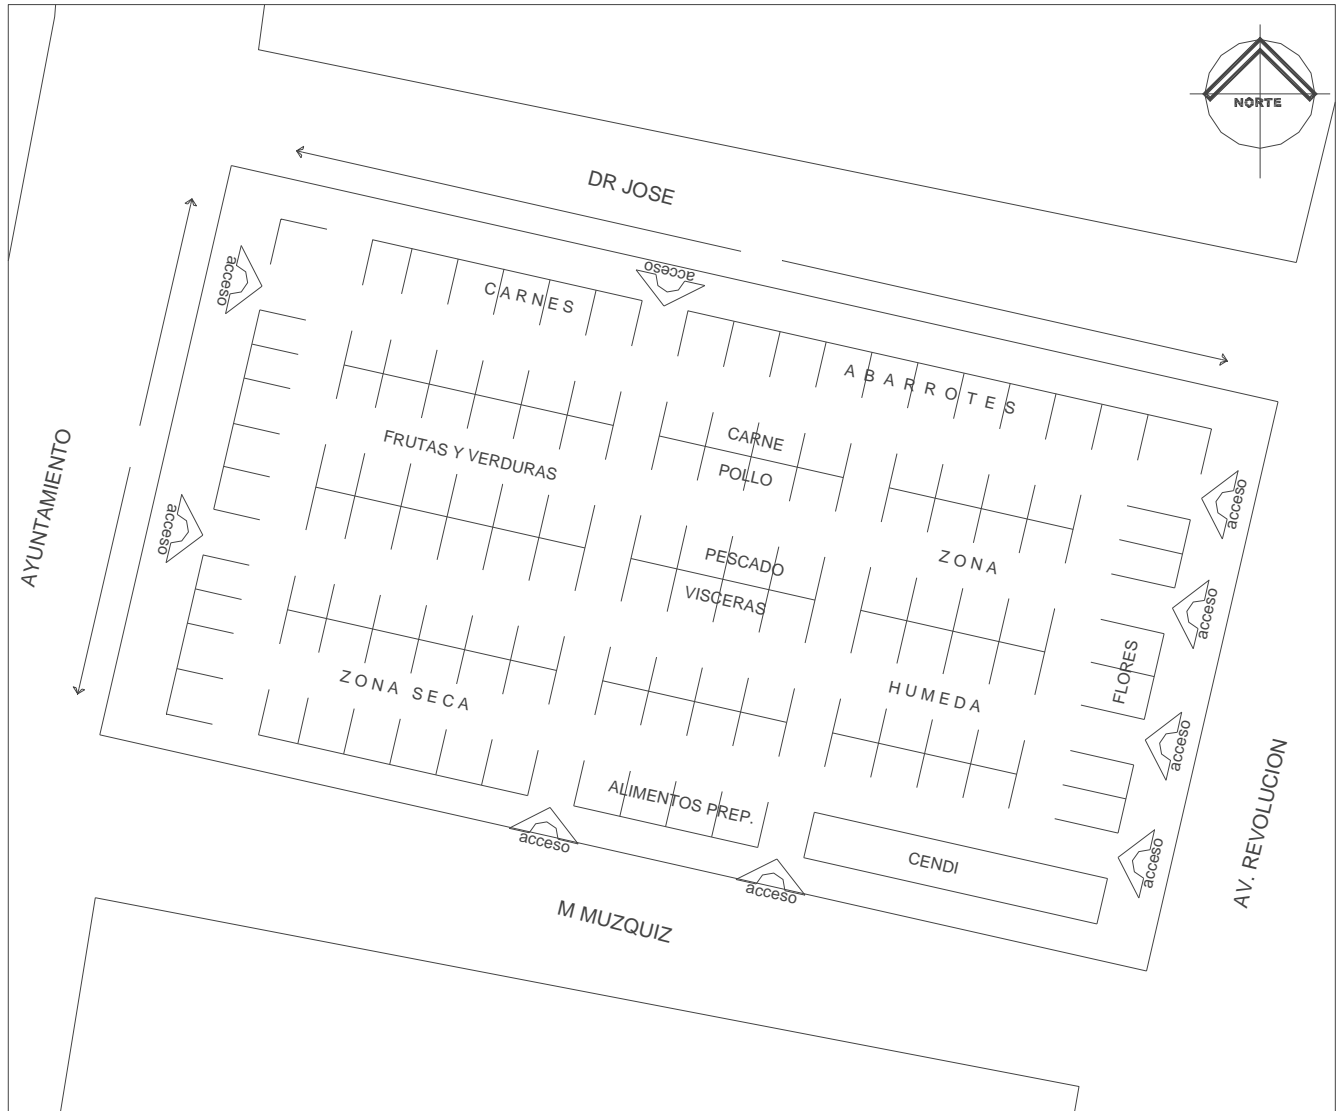 NORTE
DR JOSE
acceso
acceso
CARNES
ABARROTES
FRUTAS Y VERDURAS
CARNE
POLLO
AYUNTAMIENTO
acceso
acceso
PESCADO
VISCERAS
ZONA
acceso
FLORES
ZONA SECA
HUMEDA
acceso
ALIMENTOS PREP.
acceso
CENDI
acceso
acceso
AV. REVOLUCION
M MUZQUIZ